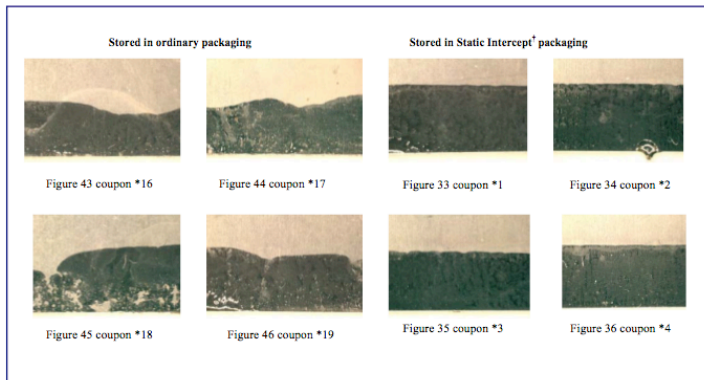 Stored in ordinary packaging
Stored in Static Intercept† packaging
Figure 43 coupon *16
Figure 44 coupon *17
Figure 33 coupon *1
Figure 34 coupon *2
Figure 45 coupon *18
Figure 46 coupon *19
Figure 35 coupon *3
Figure 36 coupon *4